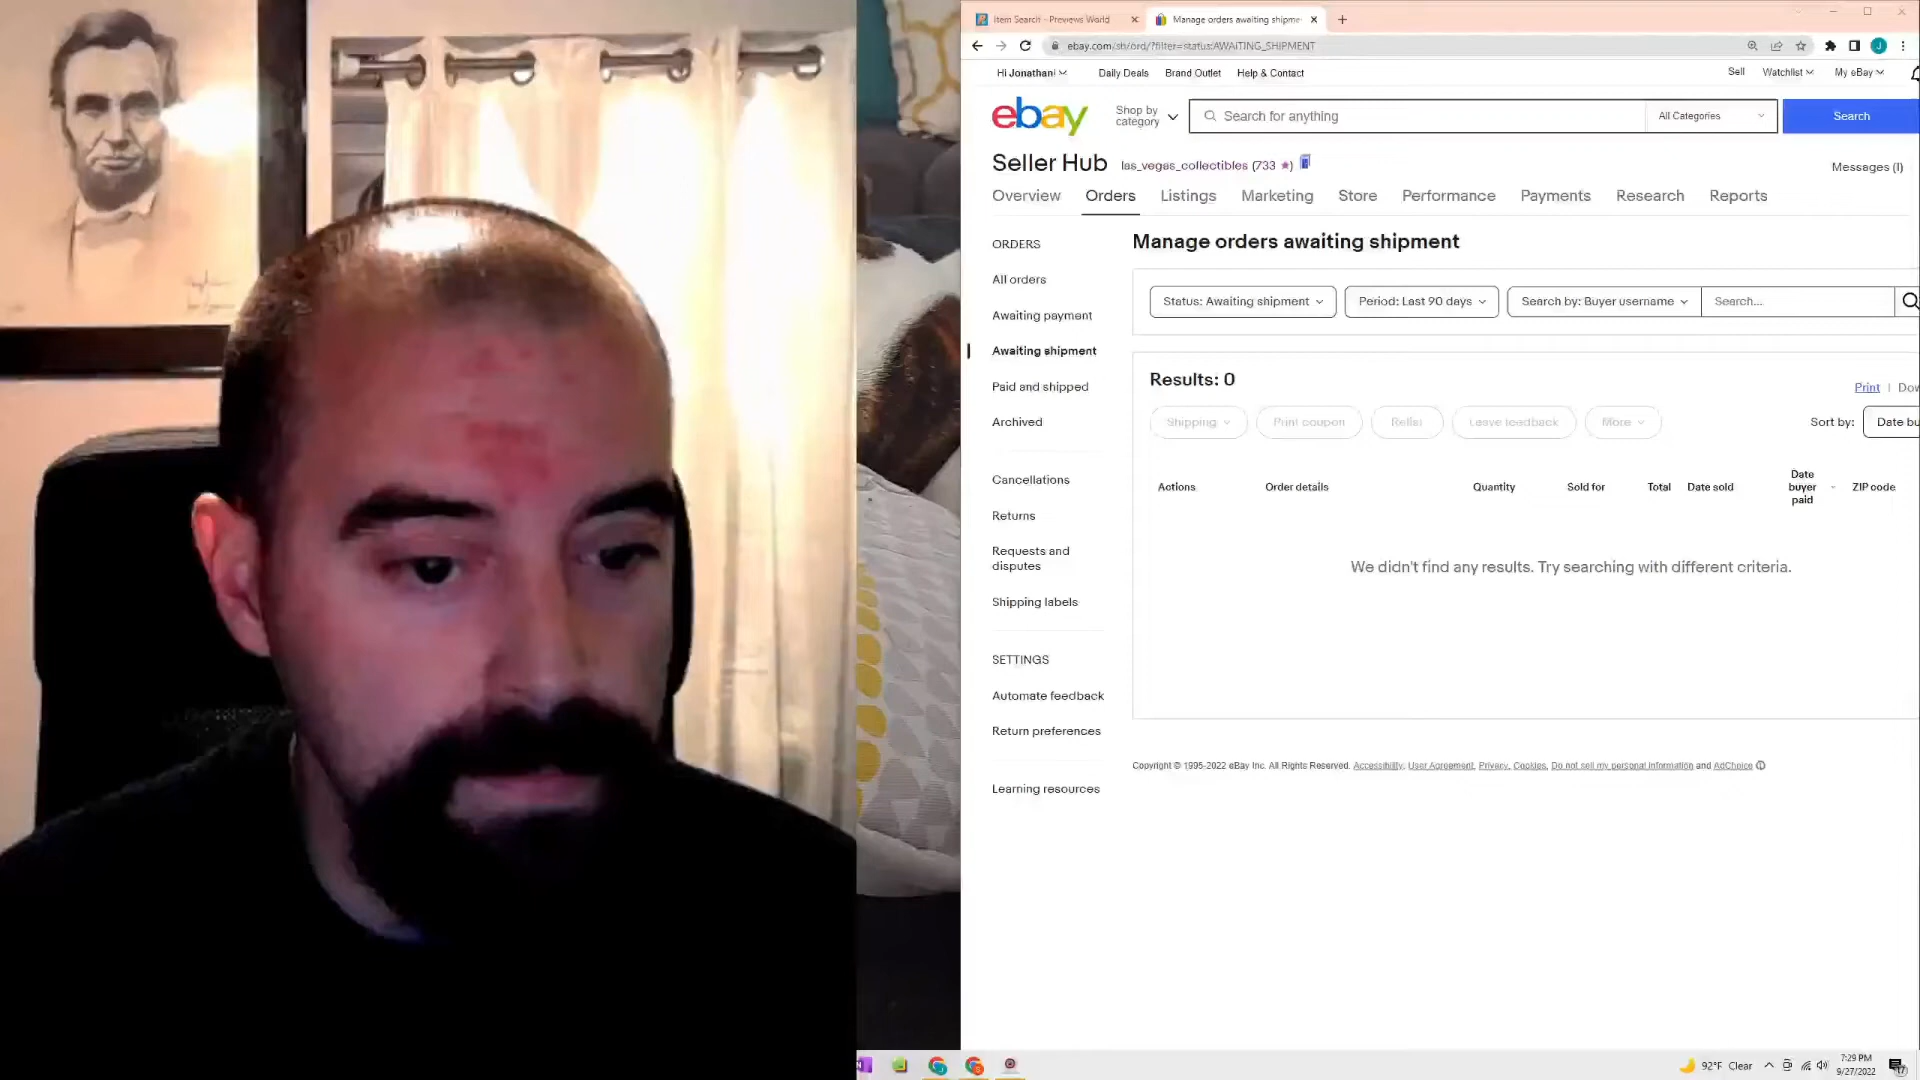 Item Search - Previews World
Manage orders awaiting shipme
ebay.com/sh/ord/?filter=status:AWAITING_SHIPMENT
Hi Jonathan!
Daily Deals
Brand Outlet
Help & Contact
Sell
Watchlist
My eBay
ebay
Shop by
category
Search for anything
All Categories
Search
Seller Hub
las_vegas_collectibles (733
)
Messages (1)
Overview
Orders
Listings
Marketing
Store
Performance
Payments
Research
Reports
ORDERS
Manage orders awaiting shipment
All orders
Status: Awaiting shipment
Period: Last 90 days
Search by: Buyer username
Search...
Awaiting payment
Awaiting shipment
Results: 0
Paid and shipped
Print
Dow
Archived
Shipping
Print coupon
Relist
Leave feedback
More
Sort by:
Date bu
Cancellations
Actions
Order details
Quantity
Sold for
Total
Date sold
Date
buyer
paid
ZIP code
Returns
Requests and
disputes
We didn't find any results. Try searching with different criteria.
Shipping labels
SETTINGS
Automate feedback
Return preferences
Copyright © 1995-2022 eBay Inc. All Rights Reserved. Accessibility, User Agreement, Privacy, Cookies, Do not sell my personal information and AdChoice
Learning resources
92°F Clear
7:29 PM
9/27/2022